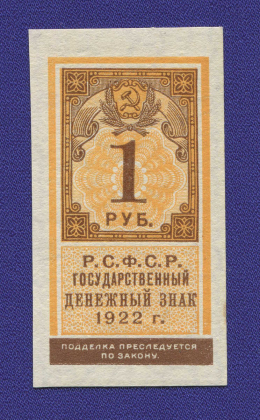 1
РУБ.
Р.С.Ф.С.Р.
ГОСУДАРСТВЕННЫЙ
ДЕНЕЖНЫЙ ЗНАК
1922 г.
ПОДДЕЛКА ПРЕСЛЕДУЕТСЯ
ПО ЗАКОНУ.